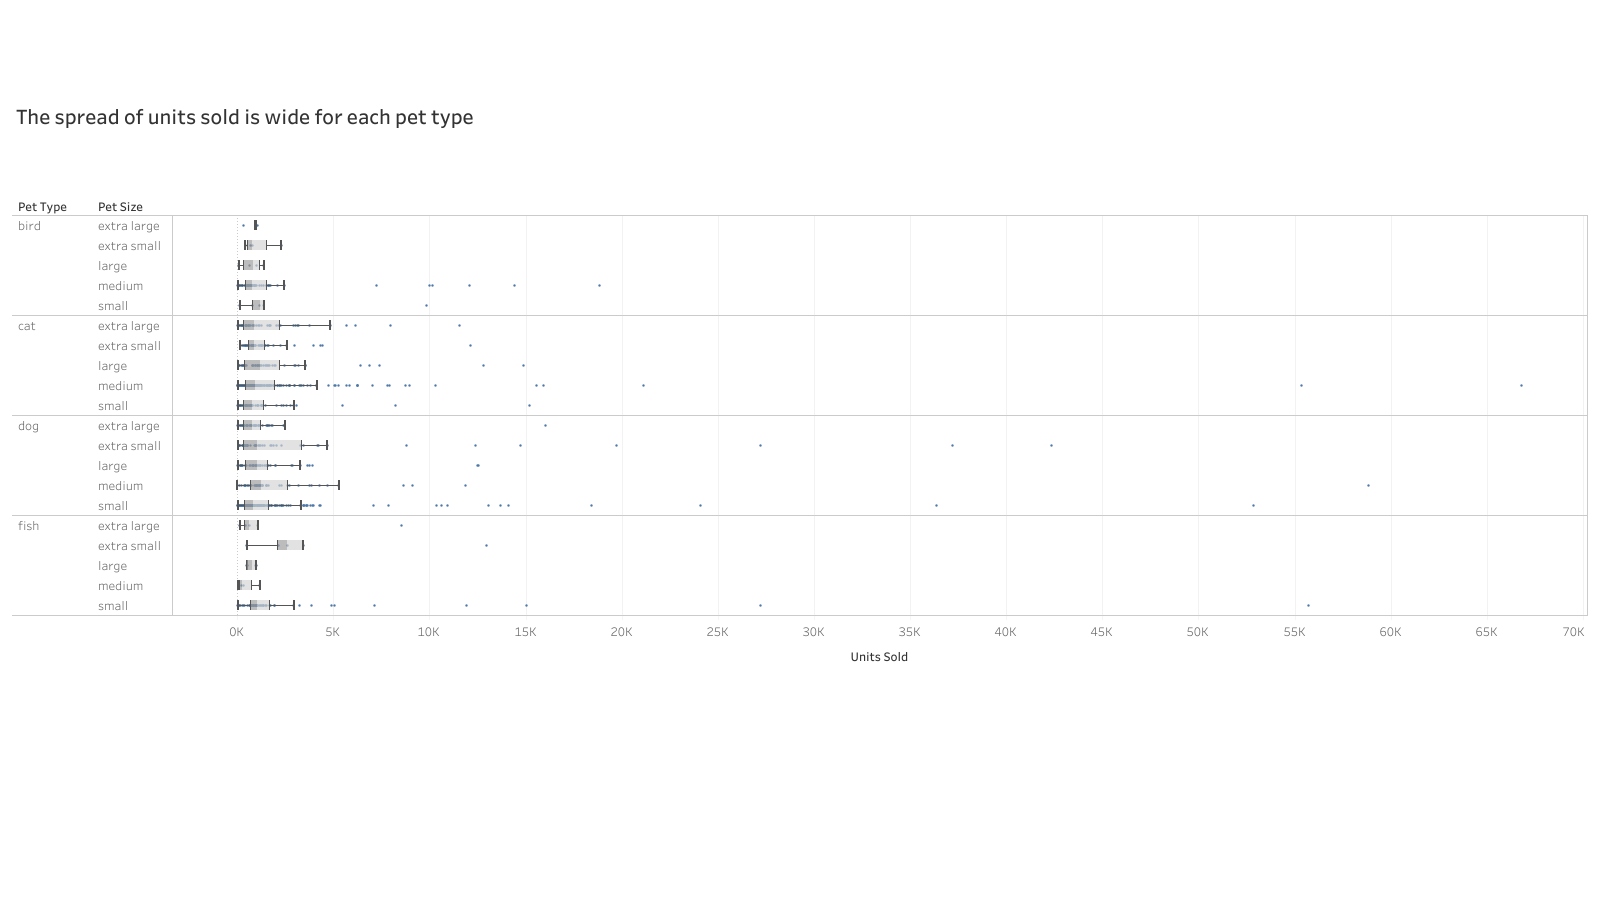 The spread of units sold is wide for each pet type
Pet Type Pet Size
bird extra large
extra small
large
medium
small
cat extra large
extra small
large
medium
small
dog extra large
extra small
large
medium
small
fish extra large
extra small
large
medium
small
0K 5K 10K 15K 20K 25K 30K 35K 40K 45K 50K 55K 60K 65K 70K
Units Sold